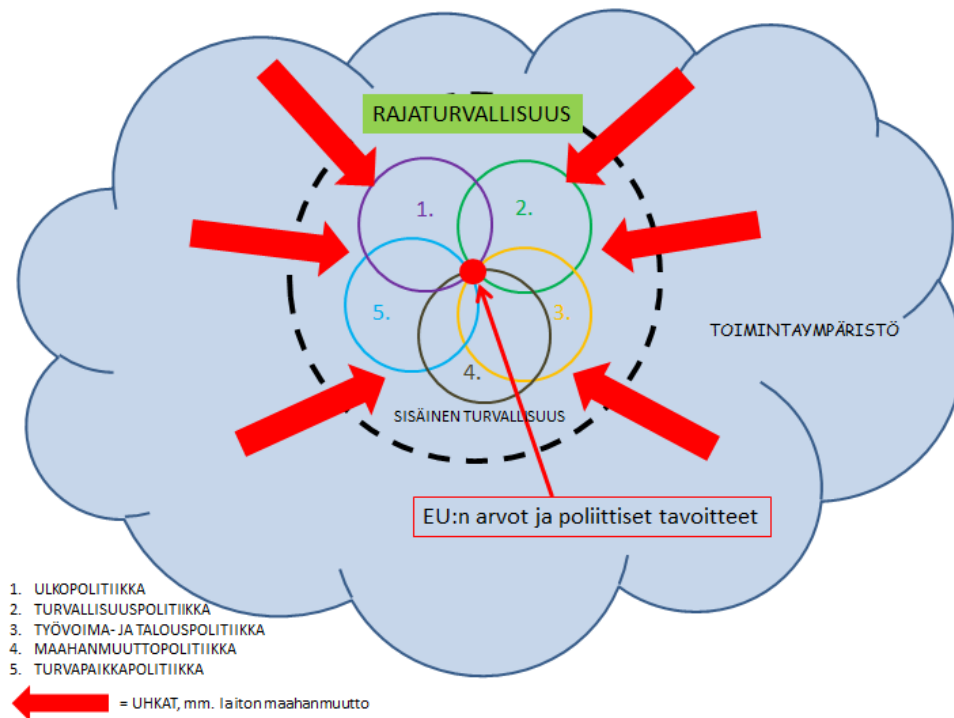 RAJATURVALLISUUS
1.
2.
5.
3.
4.
TOIMINTAYMPÄRISTÖ
SISÄINEN TURVALLISUUS
EU:n arvot ja poliittiset tavoitteet
1. ULKOPOLITIIKKA
2. TURVALLISUUSPOLITIIKKA
3. TYÖVOIMA- JA TALOUSPOLITIIKKA
4. MAAHANMUUTTOPOLITIIKKA
5. TURVAPAIKKAPOLITIIKKA
= UHKAT, mm. laiton maahanmuutto